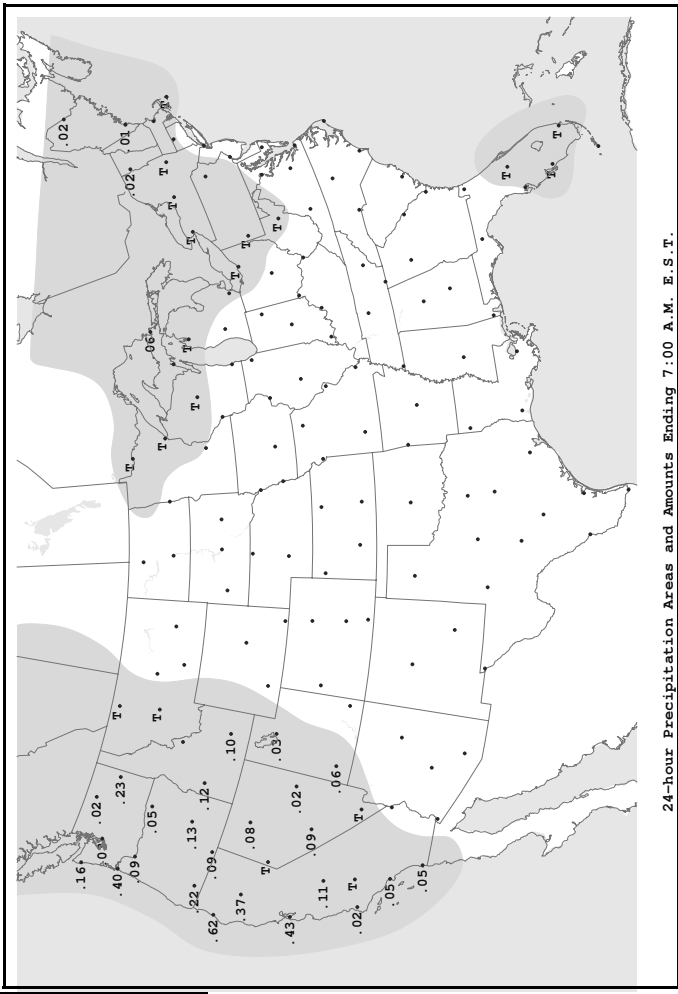 .02
.16
.02
.03
.40
T
.23
.01
T
.02
.09
.06
.05
T
T
T
T
T
T
T
.13
.22
T
.12
.09
.62
.10
T
.37
T
.08
T
.03
T
.43
.02
.09
.11
.06
T
.02
T
.05
.05
T
T
T
24-hour Precipitation Areas and Amounts Ending 7:00 A.M. E.S.T.